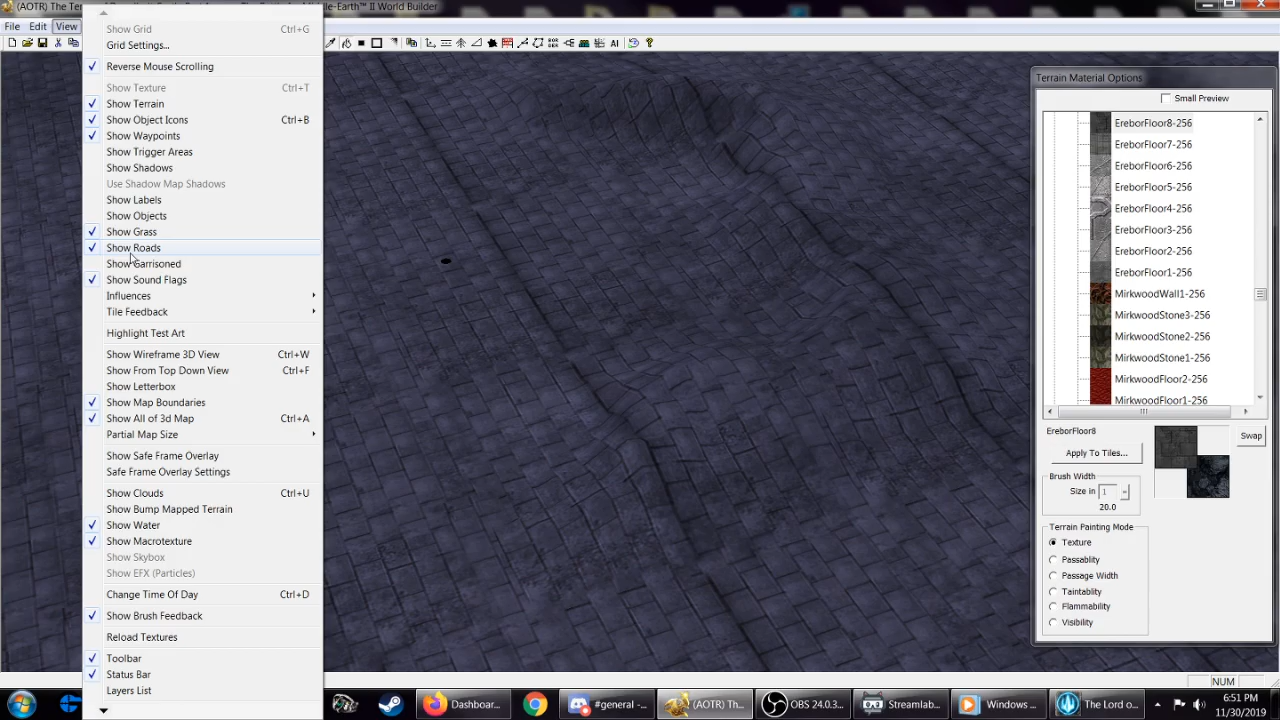 (AOTR) The
II World Builder
File Edit View
Show Grid Ctrl+G
Grid Settings...
Reverse Mouse Scrolling
Show Texture Ctrl+T
Show Terrain
Show Object Icons Ctrl+B
Show Waypoints
Show Trigger Areas
Show Shadows
Use Shadow Map Shadows
Show Labels
Show Objects
Show Grass
Show Roads
Show Garrisoned
Show Sound Flags
Influences
Tile Feedback
Highlight Test Art
Show Wireframe 3D View Ctrl+W
Show From Top Down View Ctrl+F
Show Letterbox
Show Map Boundaries
Show All of 3d Map Ctrl+A
Partial Map Size
Show Safe Frame Overlay
Safe Frame Overlay Settings
Show Clouds Ctrl+U
Show Bump Mapped Terrain
Show Water
Show Macrotexture
Show Skybox
Show EFX (Particles)
Change Time Of Day Ctrl+D
Show Brush Feedback
Reload Textures
Toolbar
Status Bar
Layers List
AI
Terrain Material Options
Small Preview
EreborFloor8-256
EreborFloor7-256
EreborFloor6-256
EreborFloor5-256
EreborFloor4-256
EreborFloor3-256
EreborFloor2-256
EreborFloor1-256
MirkwoodWall1-256
MirkwoodStone3-256
MirkwoodStone2-256
MirkwoodStone1-256
MirkwoodFloor2-256
MirkwoodFloor1-256
EreborFloor8
Swap
Apply To Tiles...
Brush Width
Size in 1
20.0
Terrain Painting Mode
Texture
Passablity
Passage Width
Taintablity
Flammability
Visibility
NUM
Dashboar...
#general -...
(AOTR) Th...
OBS 24.0.3...
Streamlab...
Windows ...
The Lord o...
6:51 PM
11/30/2019